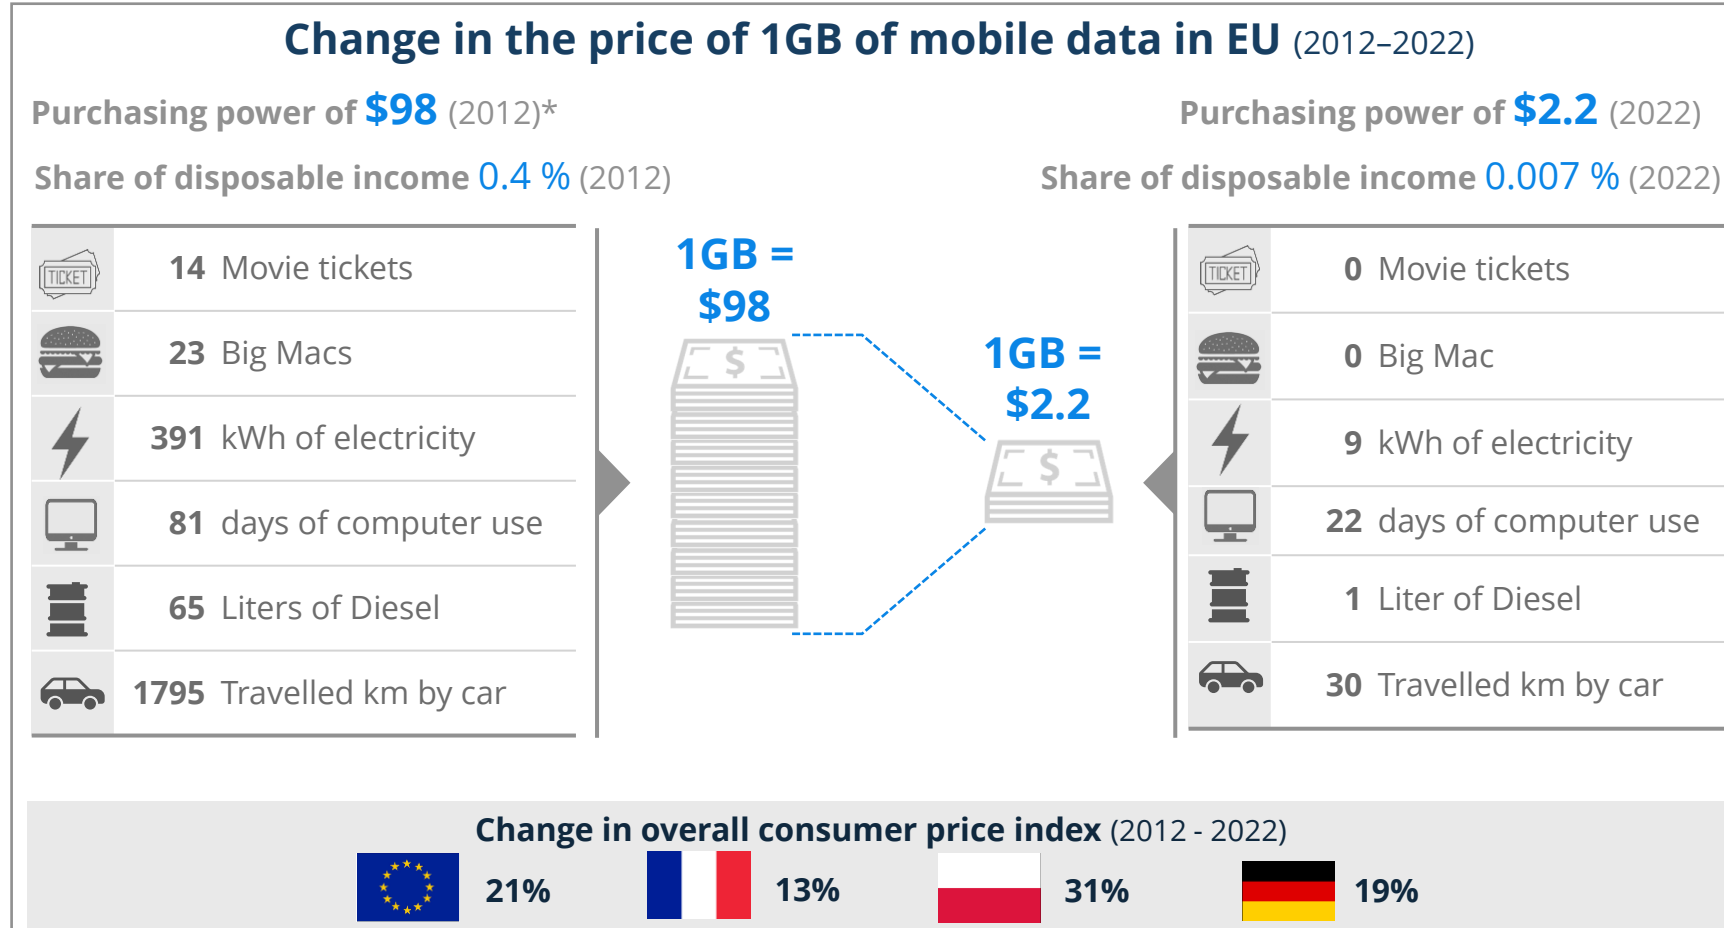 Change in the price of 1GB of mobile data in EU (2012–2022)
Purchasing power of $98 (2012)*
Share of disposable income 0.4 % (2012)
TICKET 14 Movie tickets
23 Big Macs
391 kWh of electricity
81 days of computer use
65 Liters of Diesel
1795 Travelled km by car
1GB =
$98
$
1GB =
$2.2
$
Purchasing power of $2.2 (2022)
Share of disposable income 0.007 % (2022)
TICKET 0 Movie tickets
0 Big Mac
9 kWh of electricity
22 days of computer use
1 Liter of Diesel
30 Travelled km by car
Change in overall consumer price index (2012 - 2022)
21% 13% 31% 19%